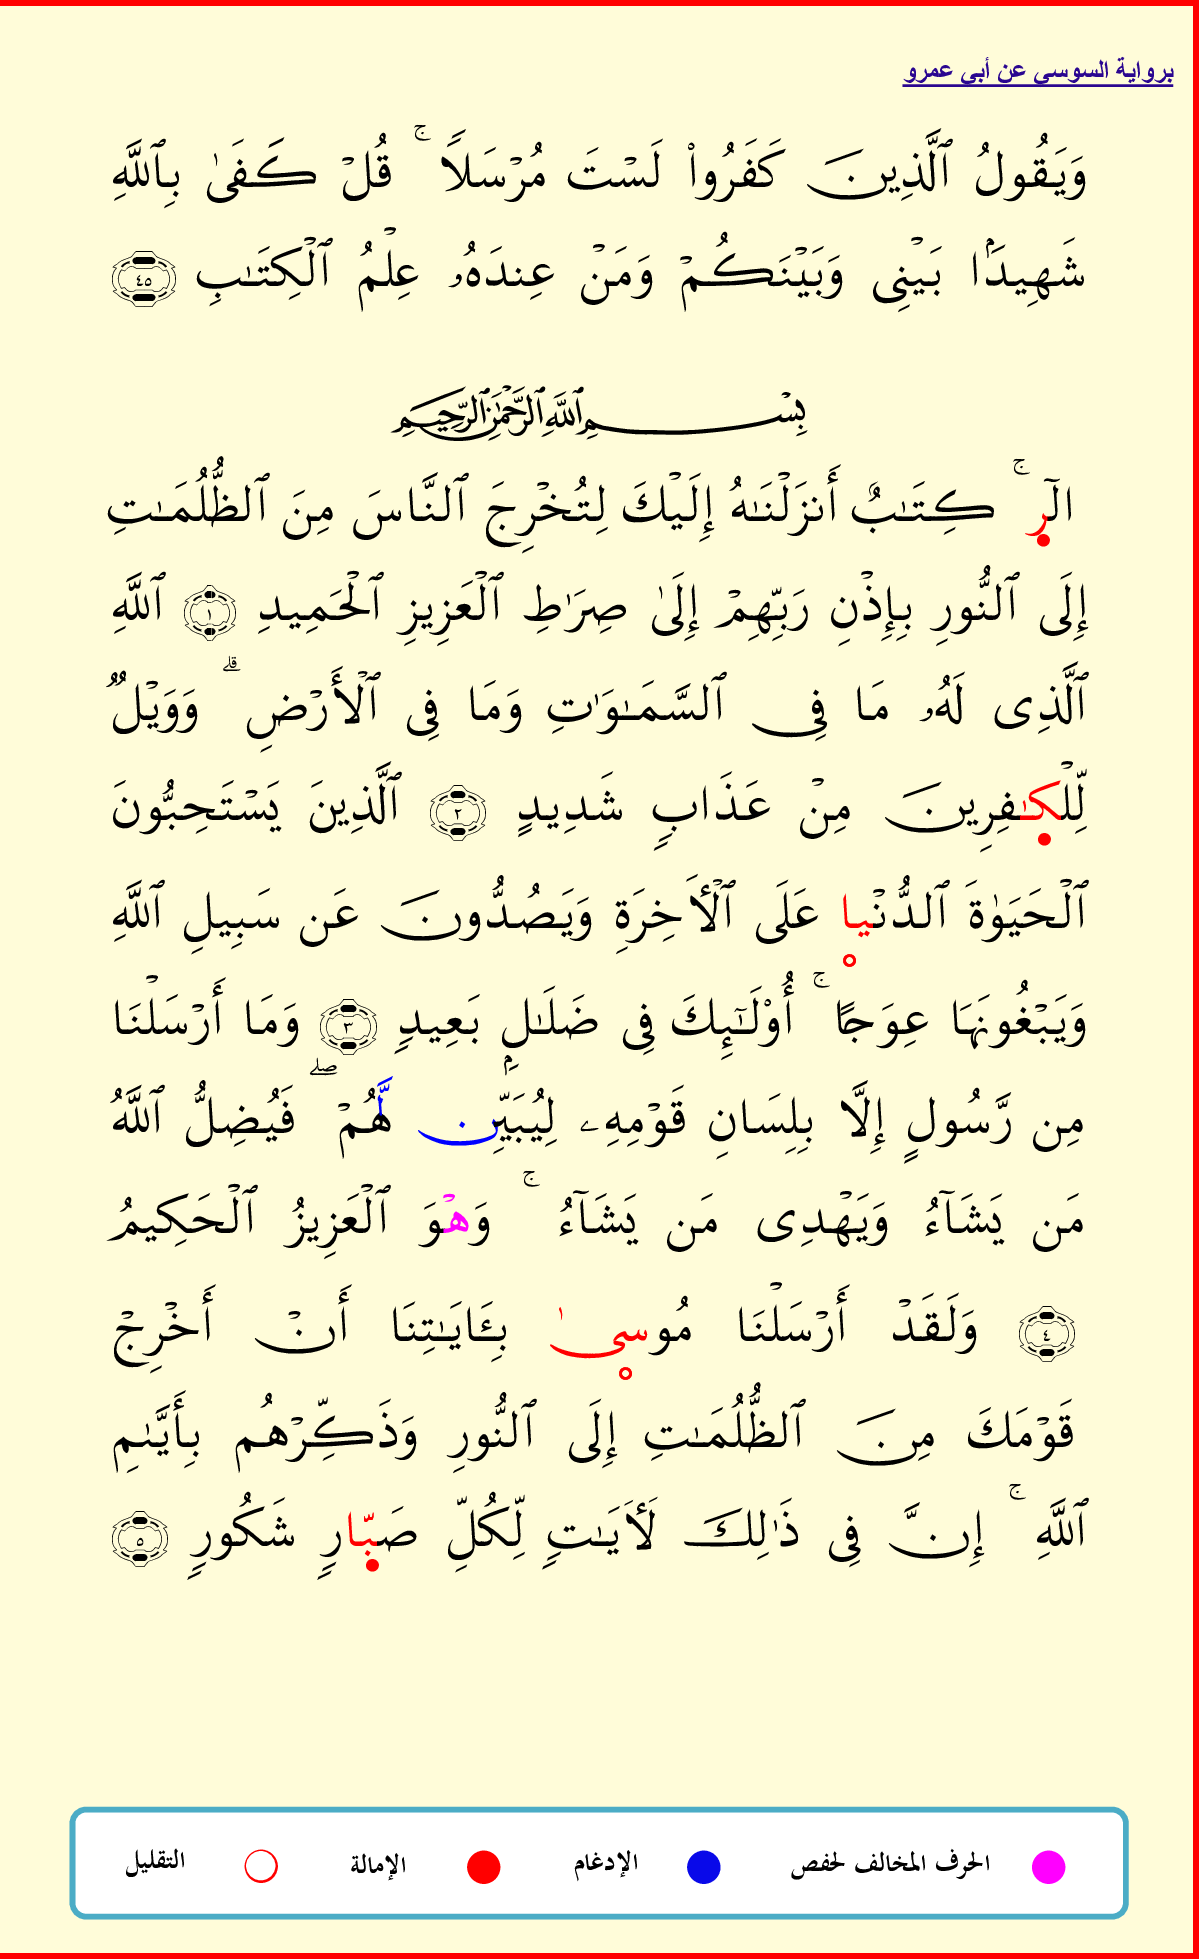 برواية السوسي عن أبي عمرو
وَيَقُولُ ٱلَّذِينَ كَفَرُوا۟ لَسْتَ مُرْسَلًا ۚ قُلْ كَفَىٰ بِٱللَّهِ
شَهِيدًۢا بَيْنِى وَبَيْنَكُمْ وَمَنْ عِندَهُۥ عِلْمُ ٱلْكِتَـٰبِ ٤٥
بِسْمِ ٱللَّهِ ٱلرَّحْمَـٰنِ ٱلرَّحِيمِ
الٓر ۚ كِتَـٰبٌ أَنزَلْنَـٰهُ إِلَيْكَ لِتُخْرِجَ ٱلنَّاسَ مِنَ ٱلظُّلُمَـٰتِ
إِلَى ٱلنُّورِ بِإِذْنِ رَبِّهِمْ إِلَىٰ صِرَٰطِ ٱلْعَزِيزِ ٱلْحَمِيدِ ١ ٱللَّهِ
ٱلَّذِى لَهُۥ مَا فِى ٱلسَّمَـٰوَٰتِ وَمَا فِى ٱلْأَرْضِ ۗ وَوَيْلٌ
لِّلْكَـٰفِرِينَ مِنْ عَذَابٍ شَدِيدٍ ٢ ٱلَّذِينَ يَسْتَحِبُّونَ
ٱلْحَيَوٰةَ ٱلدُّنْيا عَلَى ٱلْأَخِرَةِ وَيَصُدُّونَ عَن سَبِيلِ ٱللَّهِ
وَيَبْغُونَهَا عِوَجًا ۚ أُو۟لَـٰٓئِكَ فِى ضَلَـٰلٍۭ بَعِيدٍ ٣ وَمَا أَرْسَلْنَا
مِن رَّسُولٍ إِلَّا بِلِسَانِ قَوْمِهِۦ لِيُبَيِّن لَّهُمْ ۖ فَيُضِلُّ ٱللَّهُ
مَن يَشَآءُ وَيَهْدِى مَن يَشَآءُ ۚ وَهْوَ ٱلْعَزِيزُ ٱلْحَكِيمُ
٤ وَلَقَدْ أَرْسَلْنَا مُوسىٰ بِـَٔايَـٰتِنَا أَنْ أَخْرِجْ
قَوْمَكَ مِنَ ٱلظُّلُمَـٰتِ إِلَى ٱلنُّورِ وَذَكِّرْهُم بِأَيَّىٰمِ
ٱللَّهِ ۚ إِنَّ فِى ذَٰلِكَ لَأَيَـٰتٍ لِّكُلِّ صَبّارٍ شَكُورٍ ٥
الحرف المخالف لحفص الإدغام الإمالة التقليل